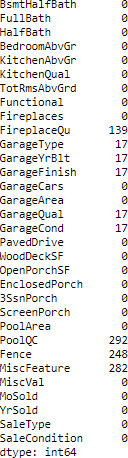 BsmtHalfBath 0
FullBath 0
HalfBath 0
BedroomAbvGr 0
KitchenAbvGr 0
KitchenQual 0
TotRmsAbvGrd 0
Functional 0
Fireplaces 0
FireplaceQu 139
GarageType 17
GarageYrBlt 17
GarageFinish 17
GarageCars 0
GarageArea 0
GarageQual 17
GarageCond 17
PavedDrive 0
WoodDeckSF 0
OpenPorchSF 0
EnclosedPorch 0
3SsnPorch 0
ScreenPorch 0
PoolArea 0
PoolQC 292
Fence 248
MiscFeature 282
MiscVal 0
MoSold 0
YrSold 0
SaleType 0
SaleCondition 0
dtype: int64